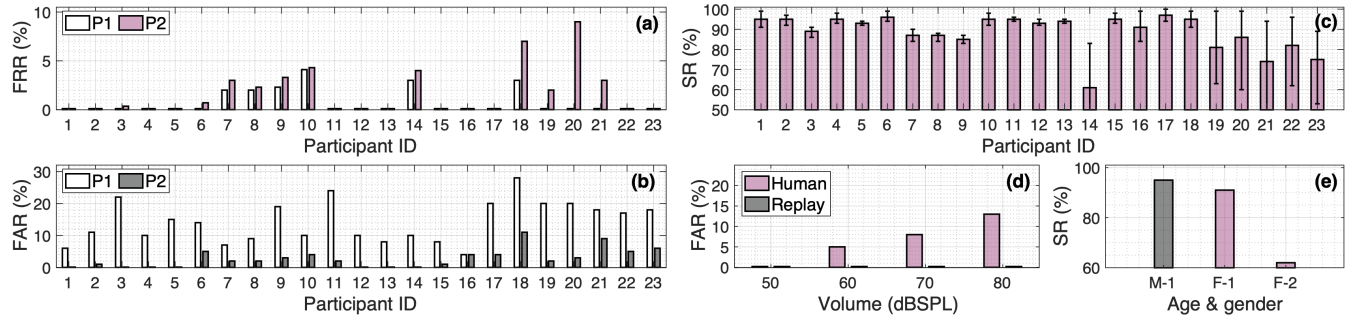 10
5
0
FRR (%)
P1
P2
(a)
1 2 3 4 5 6 7 8 9 10 11 12 13 14 15 16 17 18 19 20 21 22 23
Participant ID
30
20
10
0
FAR (%)
P1
P2
(b)
1 2 3 4 5 6 7 8 9 10 11 12 13 14 15 16 17 18 19 20 21 22 23
Participant ID
100
90
80
70
60
50
SR (%)
(c)
1 2 3 4 5 6 7 8 9 10 11 12 13 14 15 16 17 18 19 20 21 22 23
Participant ID
20
15
10
5
0
FAR (%)
Human
Replay
(d)
50 60 70 80
Volume (dBSPL)
100
80
60
SR (%)
(e)
M-1 F-1 F-2
Age & gender